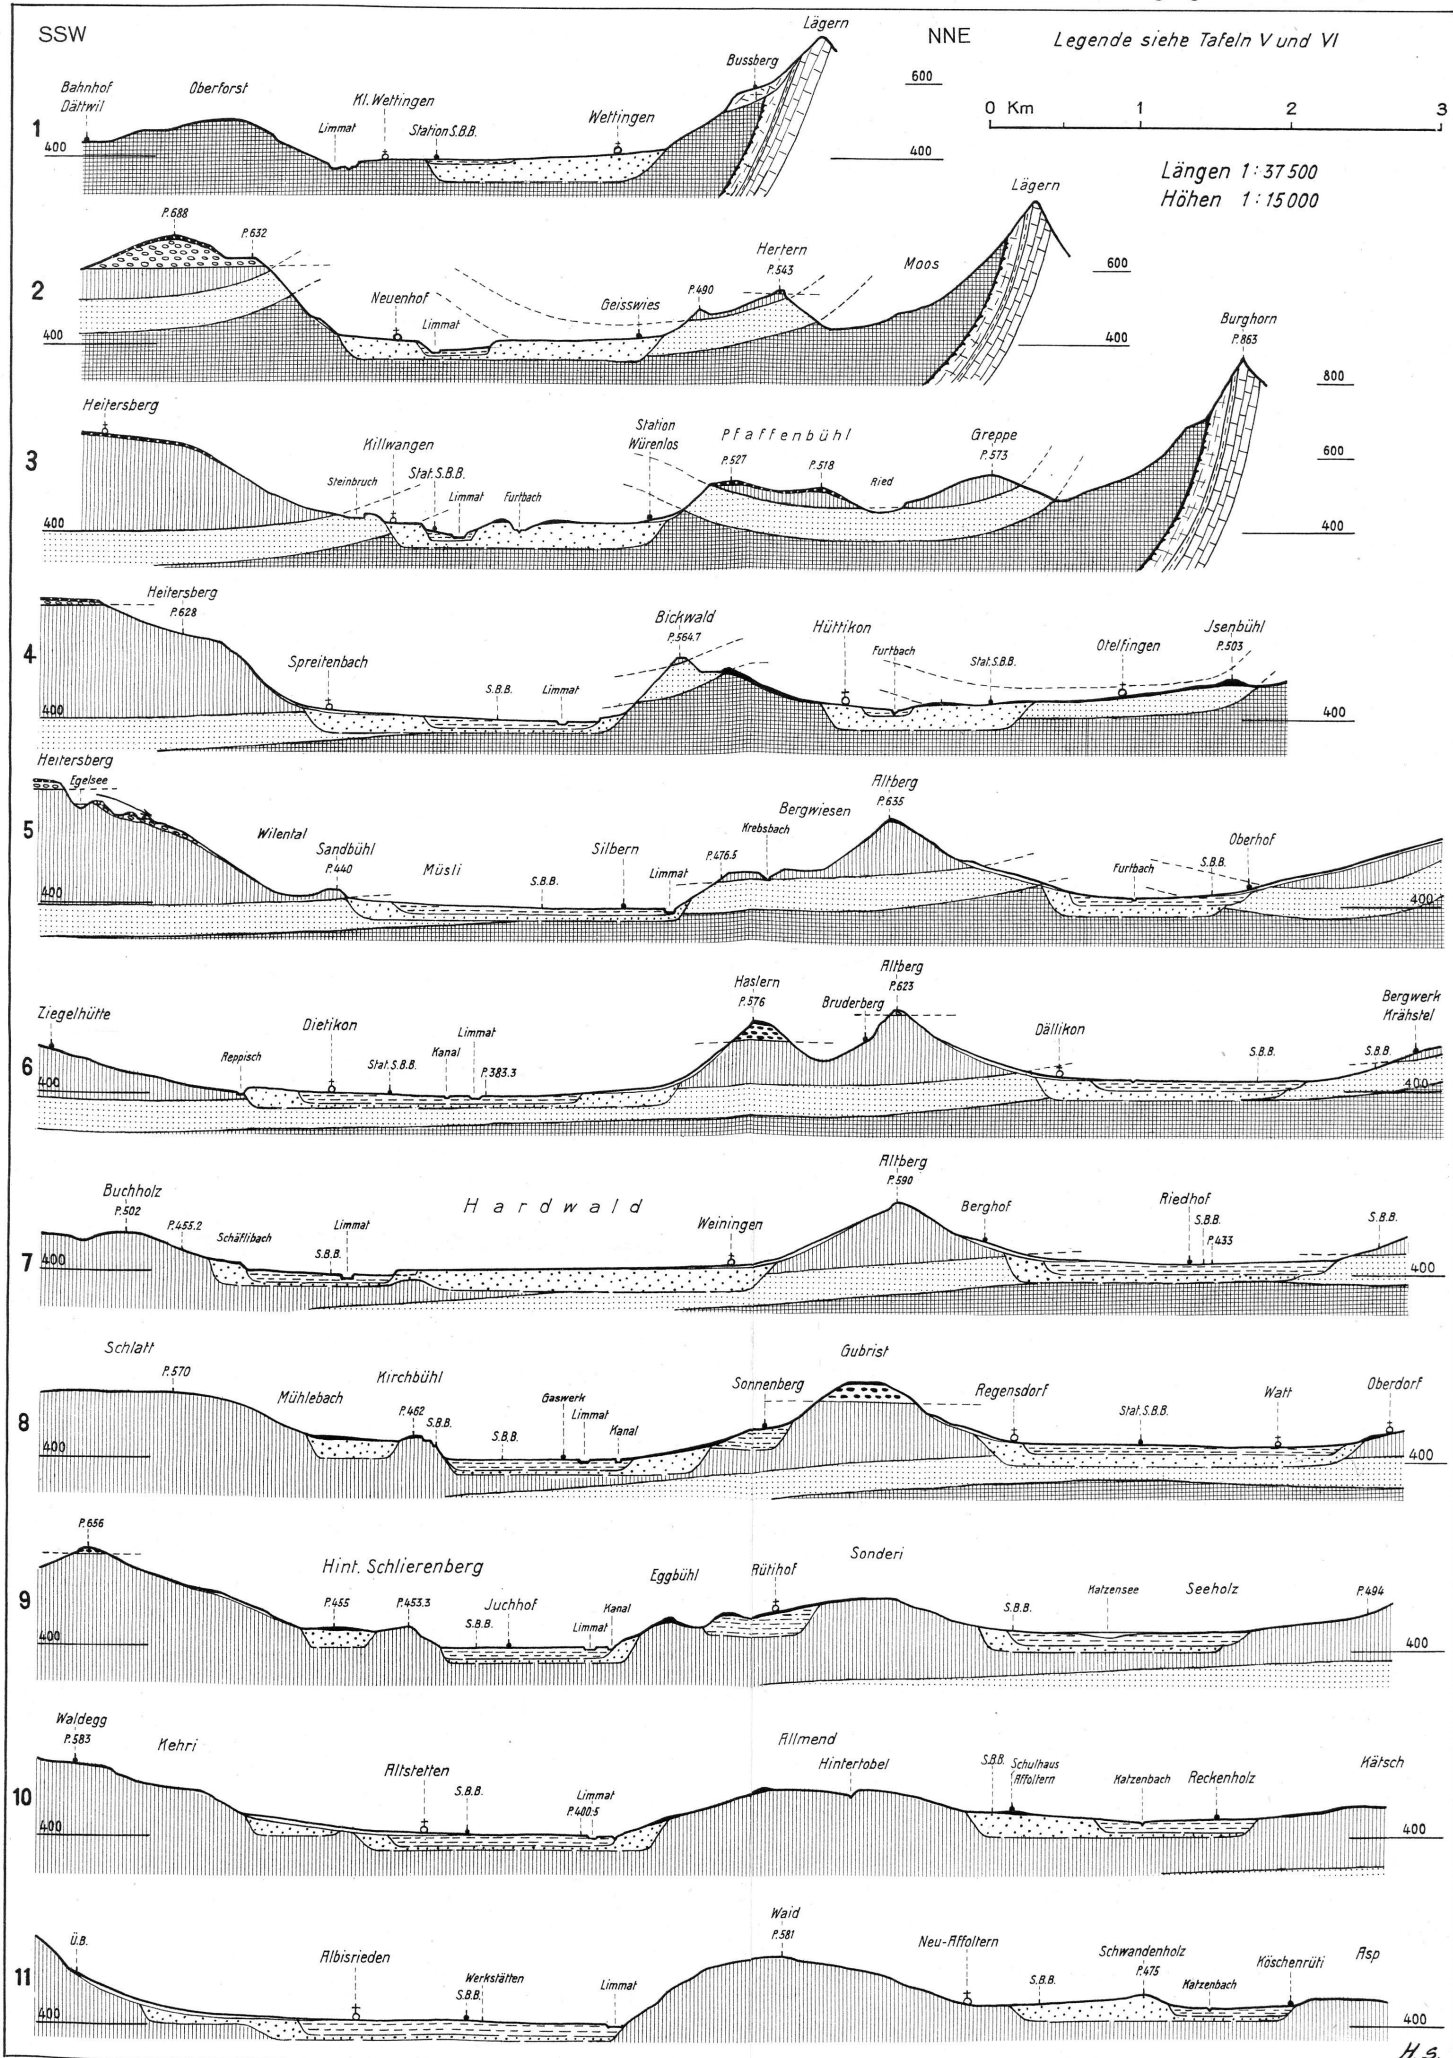 SSW
NNE
Legende siehe Tafeln V und VI
0 Km 1 2 3
Längen 1:37500
Höhen 1:15000
1
Bahnhof
Dättwil
Oberforst
Limmat
Kl. Wettingen
Station S.B.B.
Wettingen
Bussberg
Lägern
600
400
400
2
P.688
P.632
Neuenhof
Limmat
Geisswies
P.490
Hertern
P.543
Moos
Lägern
600
400
400
3
Heitersberg
Steinbruch
Killwangen
Stat. S.B.B.
Limmat
Furtbach
Station
Würenlos
Pfaffenbühl
P.527
P.518
Ried
Greppe
P.573
Burghorn
P.863
800
600
400
400
4
Heitersberg
P.628
Spreitenbach
S.B.B.
Limmat
Bickwald
P.564.7
Hüttikon
Furtbach
Stat. S.B.B.
Otelfingen
Jsenbühl
P.503
400
400
5
Heitersberg
Egelsee
Wilental
Sandbühl
P.440
Müsli
S.B.B.
Silbern
Limmat
P.476.5
Krebsbach
Bergwiesen
Altberg
P.635
Furtbach
S.B.B.
Oberhof
400
400
6
Ziegelhütte
Reppisch
Dietikon
Stat. S.B.B.
Kanal
Limmat
P.383.3
Haslern
P.576
Bruderberg
Altberg
P.623
Dällikon
S.B.B.
S.B.B.
Bergwerk
Krähstel
400
400
7
Buchholz
P.502
P.455.2
Schäflibach
S.B.B.
Limmat
Hardwald
Weiningen
Altberg
P.590
Berghof
Riedhof
S.B.B.
P.433
S.B.B.
400
400
8
Schlatt
P.570
Mühlebach
Kirchbühl
P.462
S.B.B.
S.B.B.
Gaswerk
Limmat
Kanal
Sonnenberg
Gubrist
Regensdorf
Stat. S.B.B.
Watt
Oberdorf
400
400
9
P.656
Hint. Schlierenberg
P.455
P.453.3
S.B.B.
Juchhof
Limmat
Kanal
Eggbühl
Rütihof
Sonderi
S.B.B.
Katzensee
Seeholz
P.494
400
400
10
Waldegg
P.583
Kehri
Altstetten
S.B.B.
Limmat
P.400.5
Allmend
Hintertobel
S.B.B.
Schulhaus
Affoltern
Katzenbach
Reckenholz
Kätsch
400
400
11
Ü.B.
Albisrieden
Werkstätten
S.B.B.
Limmat
Waid
P.581
Neu-Affoltern
S.B.B.
Schwandenholz
P.475
Katzenbach
Köschenrüti
Asp
400
400
H. S.